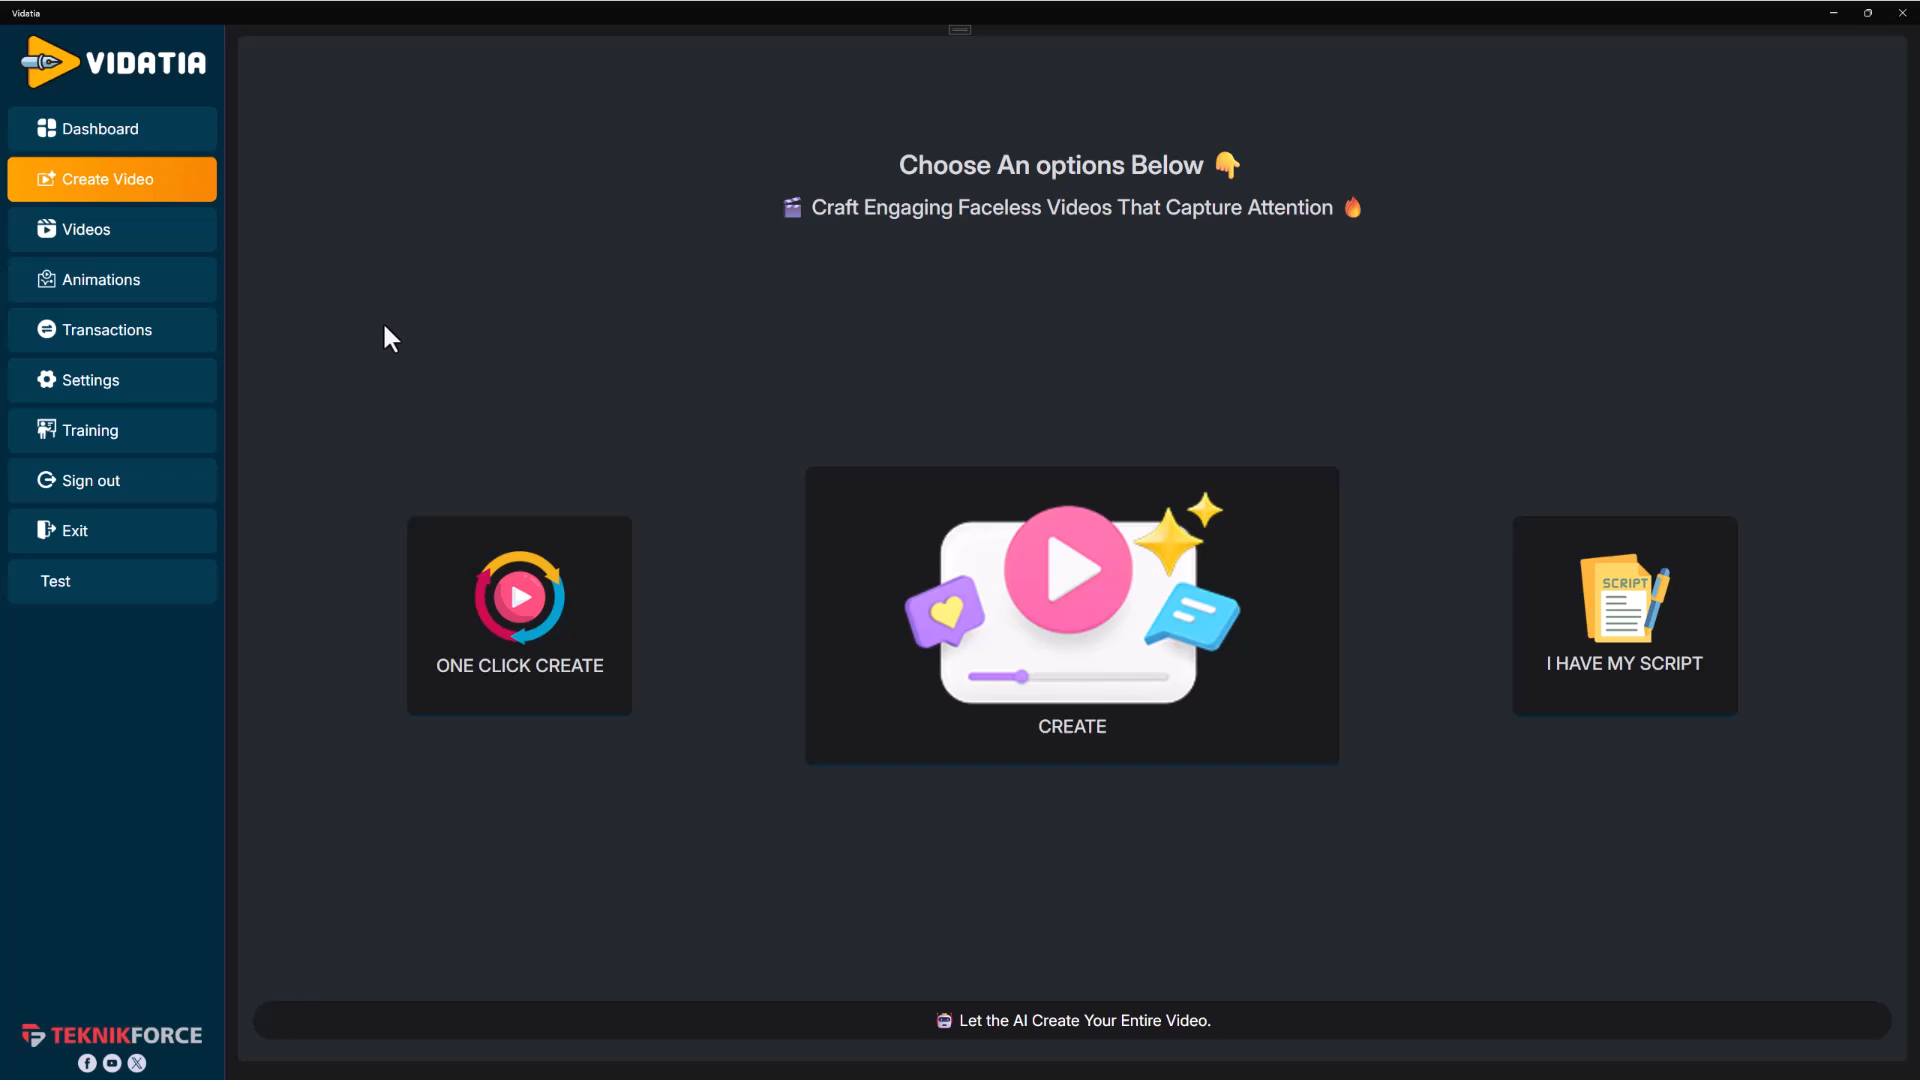 Vidatia
VIDATIA
Dashboard
Create Video
Videos
Animations
Transactions
Settings
Training
Sign out
Exit
Test
TEKNIKFORCE
Choose An options Below 👇
🎬 Craft Engaging Faceless Videos That Capture Attention 🔥
ONE CLICK CREATE
CREATE
SCRIPT
I HAVE MY SCRIPT
🤖 Let the AI Create Your Entire Video.